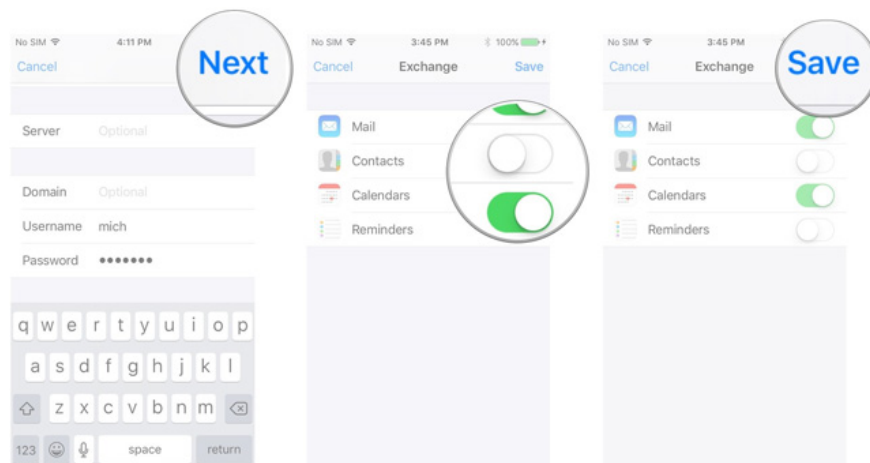 No SIM 4:11 PM
Cancel Next
Server Optional
Domain Optional
Username mich
Password •••••••
q w e r t y u i o p
a s d f g h j k l
z x c v b n m
123 space return
No SIM 3:45 PM 100%
Cancel Exchange Save
Mail
Contacts
Calendars
Reminders
No SIM 3:45 PM
Cancel Exchange Save
Mail
Contacts
Calendars
Reminders